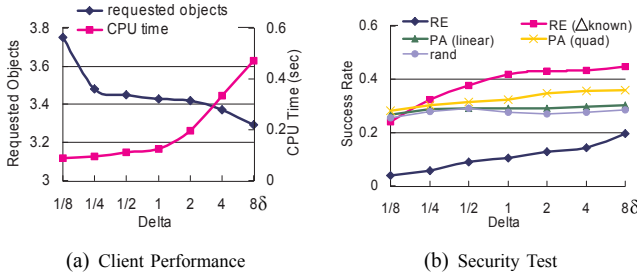 requested objects
CPU time
3.8
3.6
3.4
3.2
3
Requested Objects
0.6
0.4
0.2
0
CPU Time (sec)
1/8 1/4 1/2 1 2 4 8δ
Delta
(a) Client Performance
RE
RE (△known)
PA (linear)
PA (quad)
rand
0.6
0.4
0.2
0
Success Rate
1/8 1/4 1/2 1 2 4 8δ
Delta
(b) Security Test